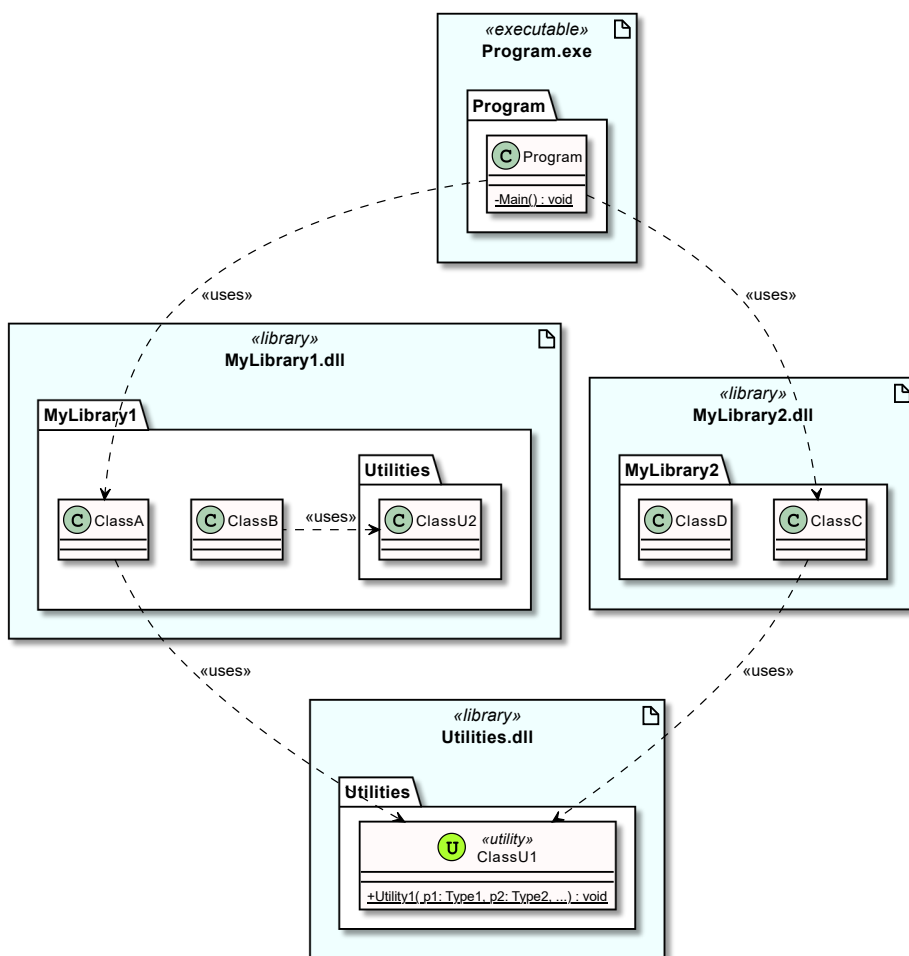 «executable»
Program.exe
Program
C Program
-Main() : void
«uses»
«uses»
«library»
MyLibrary1.dll
MyLibrary1
Utilities
C ClassA
C ClassB
«uses»
C ClassU2
«library»
MyLibrary2.dll
MyLibrary2
C ClassD
C ClassC
«uses»
«uses»
«library»
Utilities.dll
Utilities
U «utility»
ClassU1
+Utility1( p1: Type1, p2: Type2, ...) : void